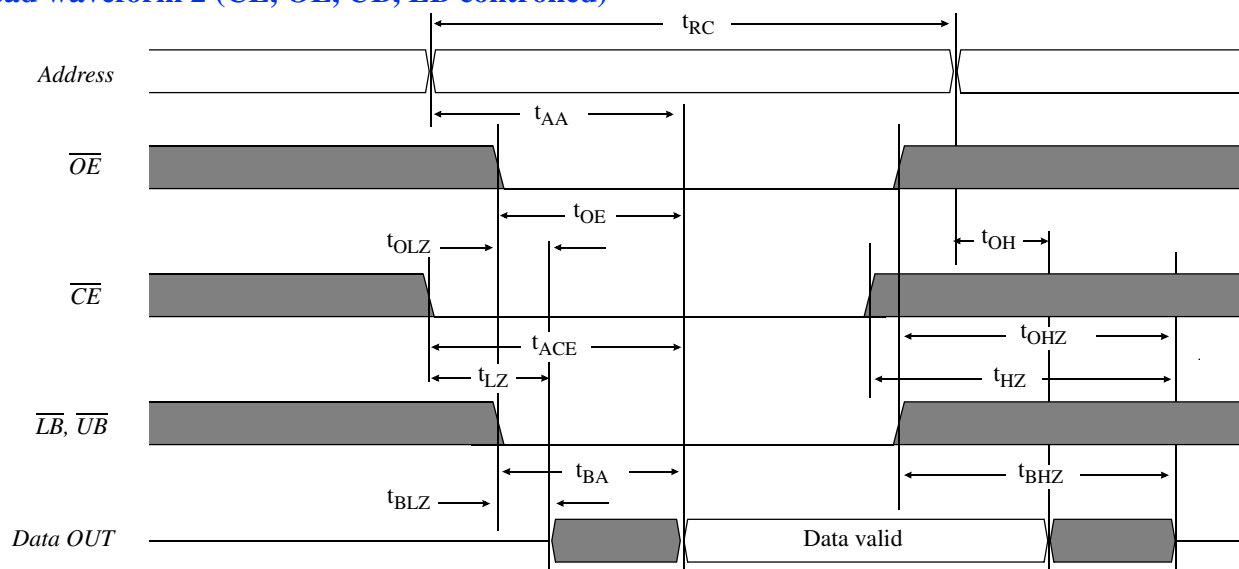 ad waveform 2 (CE, OE, UB, LB controled)
tRC
Address
tAA
OE
tOE
tOLZ
tOH
CE
tOHZ
tACE
tLZ
tHZ
LB, UB
tBA
tBHZ
tBLZ
Data OUT
Data valid